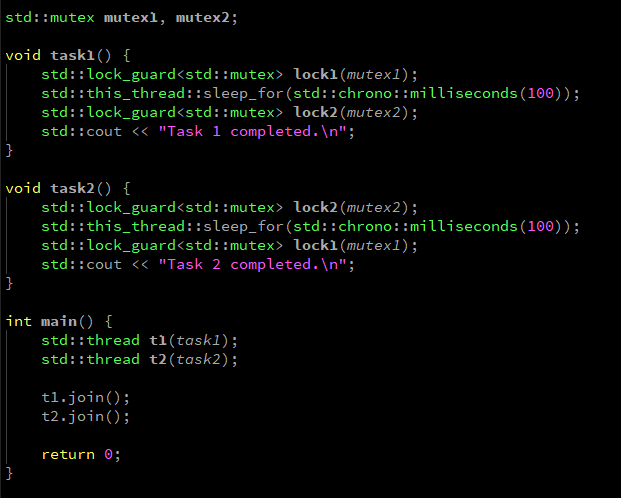 std::mutex mutex1, mutex2;

void task1() {
    std::lock_guard<std::mutex> lock1(mutex1);
    std::this_thread::sleep_for(std::chrono::milliseconds(100));
    std::lock_guard<std::mutex> lock2(mutex2);
    std::cout << "Task 1 completed.\n";
}

void task2() {
    std::lock_guard<std::mutex> lock2(mutex2);
    std::this_thread::sleep_for(std::chrono::milliseconds(100));
    std::lock_guard<std::mutex> lock1(mutex1);
    std::cout << "Task 2 completed.\n";
}

int main() {
    std::thread t1(task1);
    std::thread t2(task2);

    t1.join();
    t2.join();

    return 0;
}